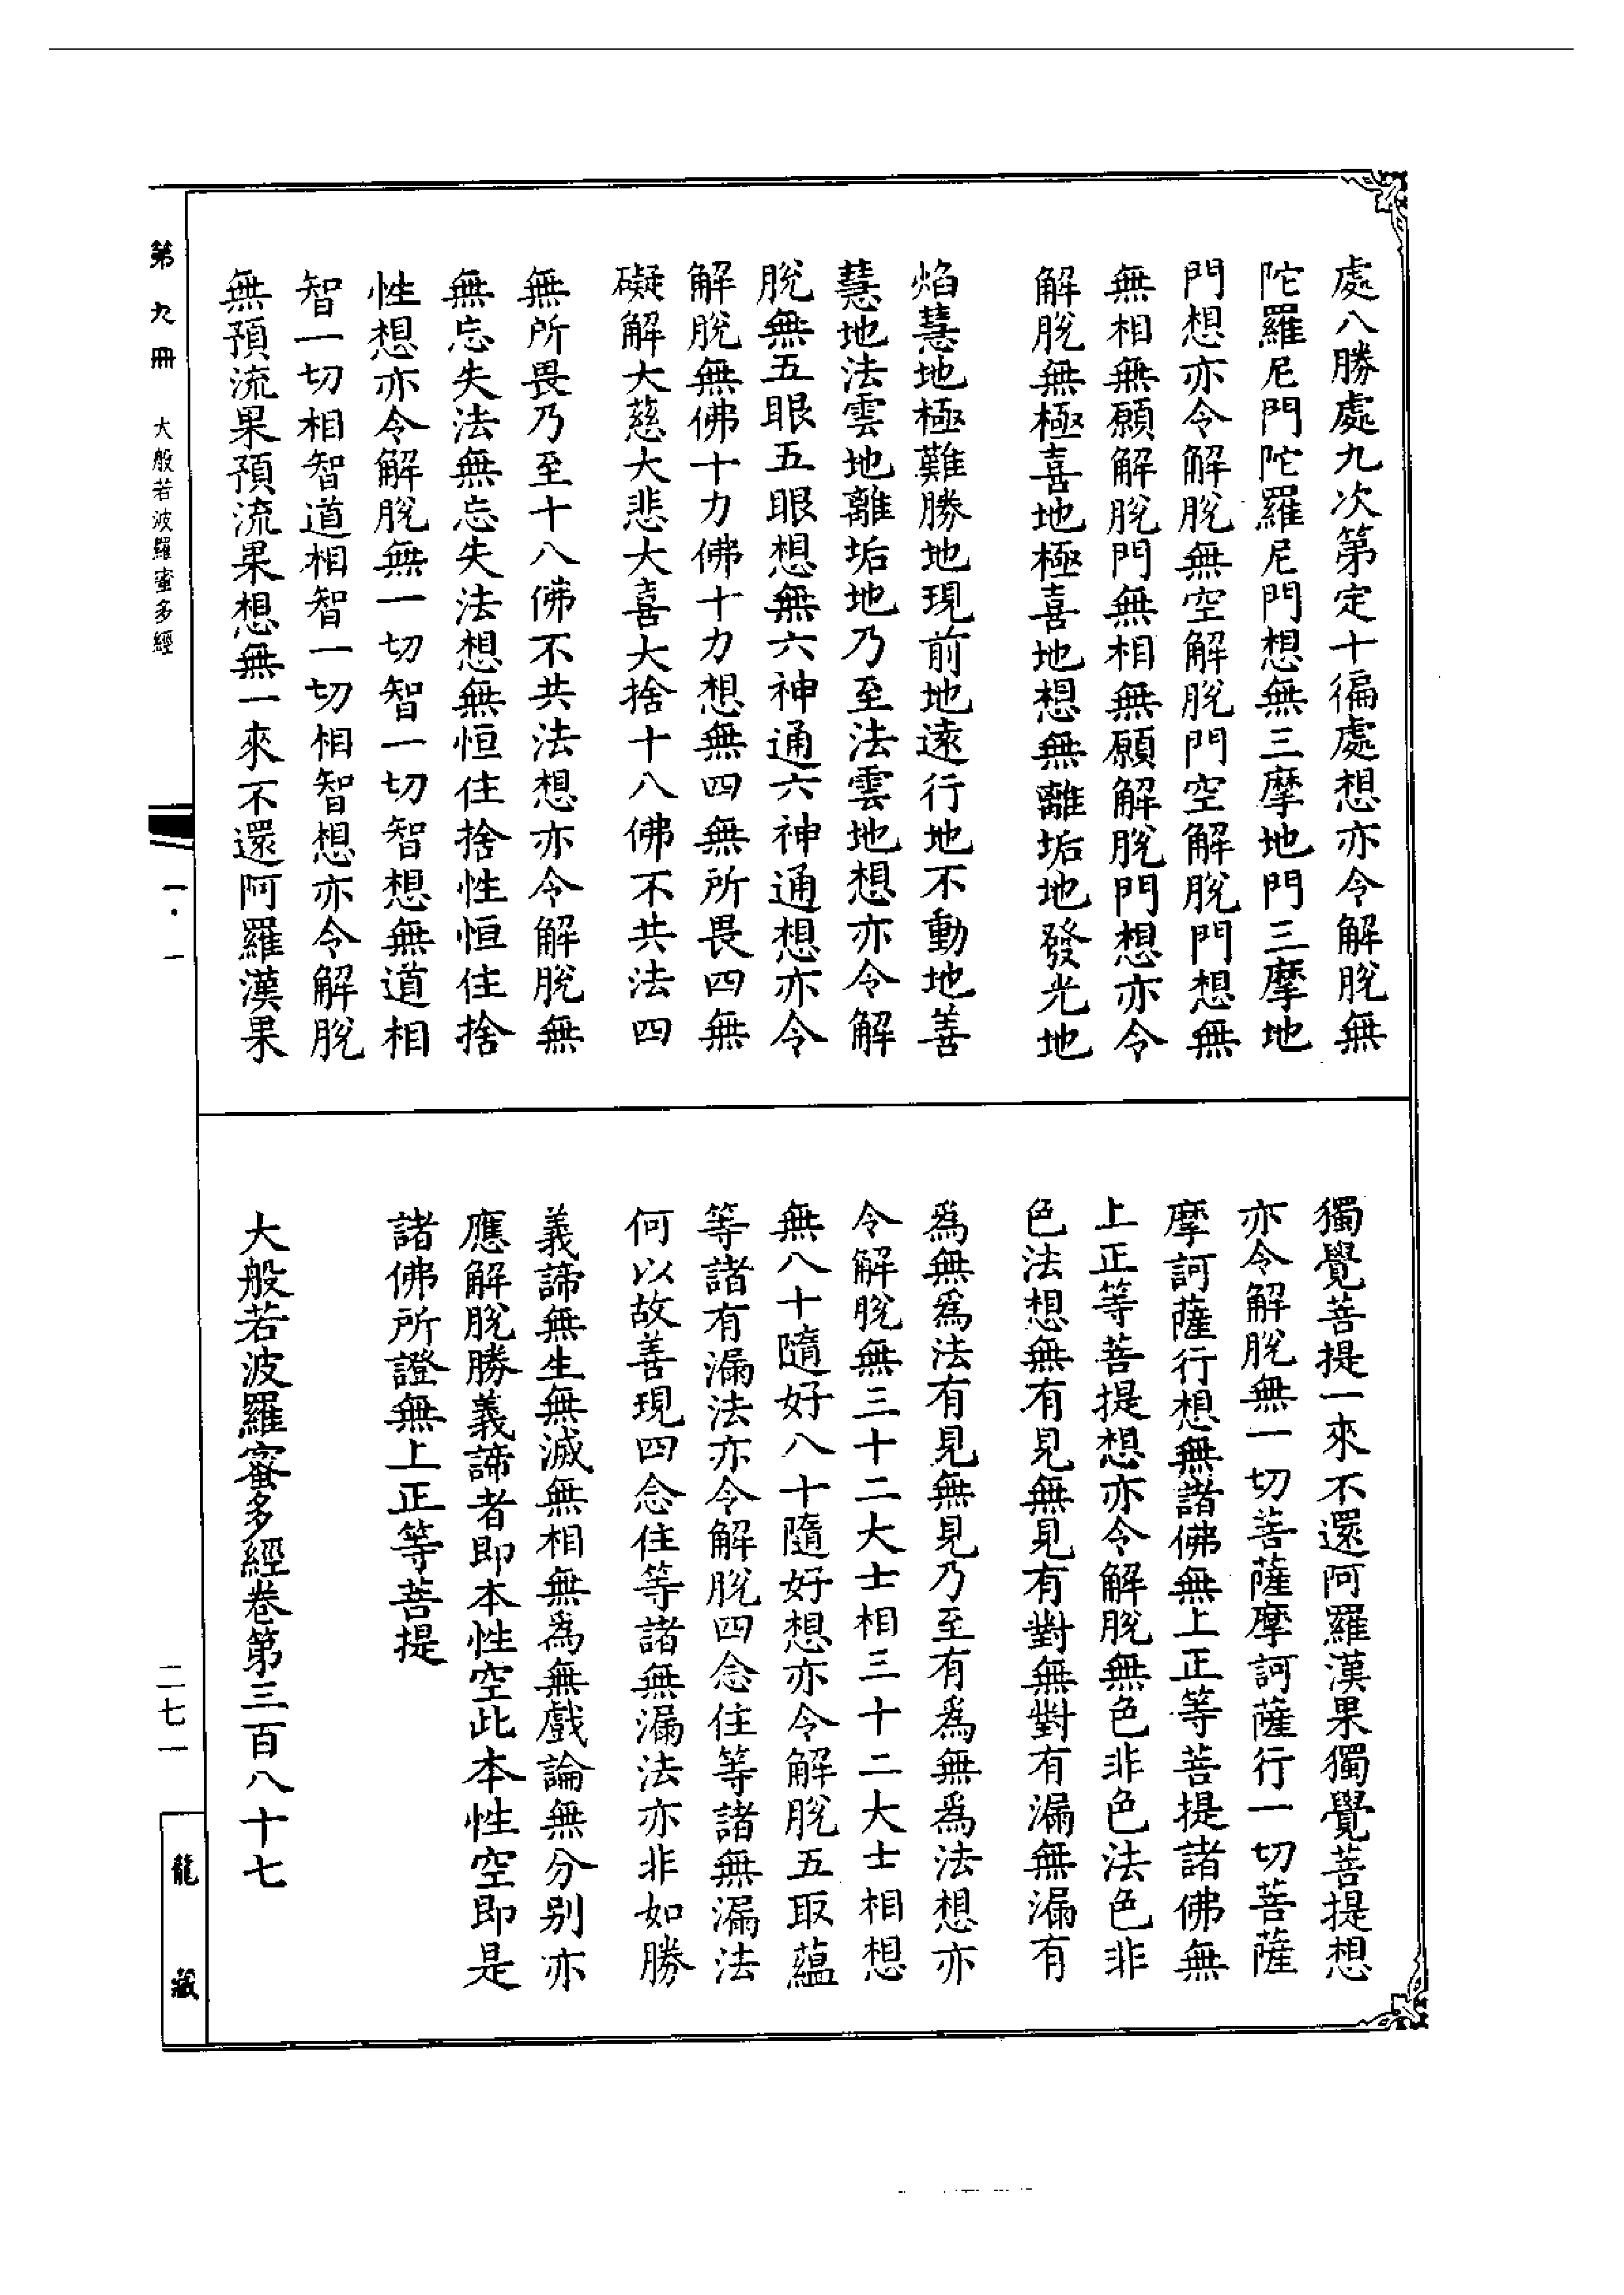 處八勝處九次第定十徧處想亦令解脫無
陀羅尼門陀羅尼門想無三摩地門三摩地
門想亦令解脫無空解脫門空解脫門想無
無相無願解脫門無相無願解脫門想亦令
解脫無極喜地極喜地想無離垢地發光地
焰慧地極難勝地現前地遠行地不動地善
慧地法雲地離垢地乃至法雲地想亦令解
脫無五眼五眼想無六神通六神通想亦令
解脫無佛十力佛十力想無四無所畏四無
礙解大慈大悲大喜大捨十八佛不共法四
無所畏乃至十八佛不共法想亦令解脫無
無忘失法無忘失法想無恒住捨性恒住捨
性想亦令解脫無一切智一切智想無道相
智一切相智道相智一切相智想亦令解脫
無預流果預流果想無一來不還阿羅漢果
獨覺菩提一來不還阿羅漢果獨覺菩提想
亦令解脫無一切菩薩摩訶薩行一切菩薩
摩訶薩行想無諸佛無上正等菩提諸佛無
上正等菩提想亦令解脫無色非色法色非
色法想無有見無見有對無對有漏無漏有
爲無爲法有見無見乃至有爲無爲法想亦
令解脫無三十二大士相三十二大士相想
無八十隨好八十隨好想亦令解脫五取蘊
等諸有漏法亦令解脫四念住等諸無漏法
何以故善現四念住等諸無漏法亦非如勝
義諦無生無滅無相無爲無戲論無分別亦
應解脫勝義諦者即本性空此本性空即是
諸佛所證無上正等菩提
大般若波羅蜜多經卷第三百八十七
第九冊 大般若波羅蜜多經
一·一
二七一
龍藏